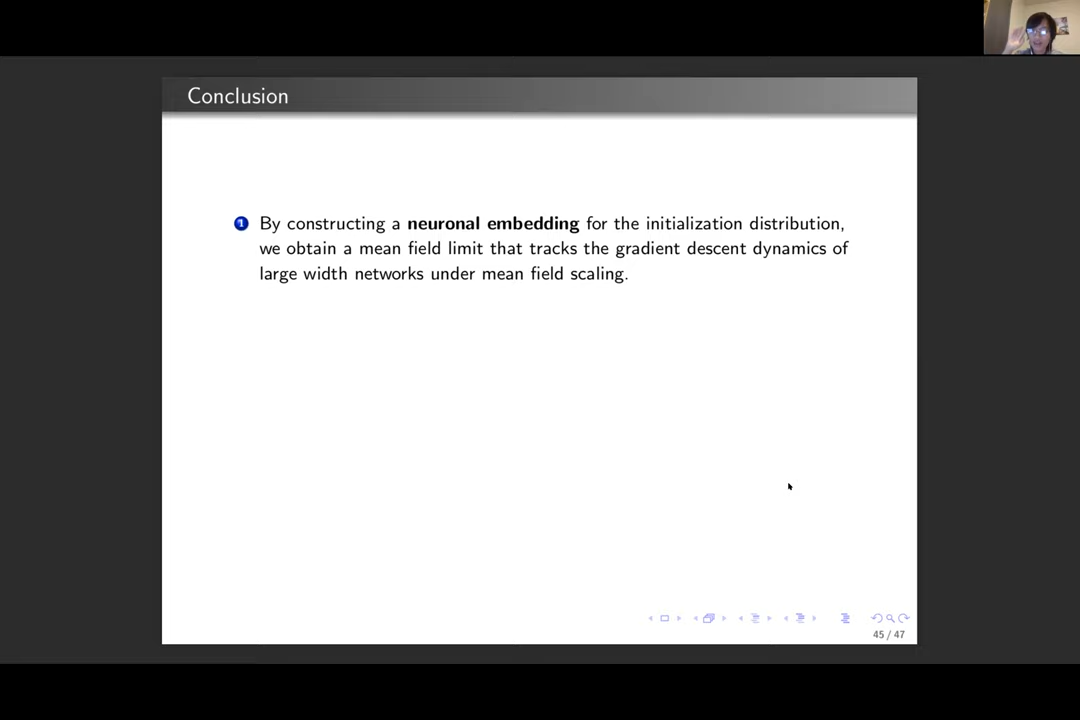 Conclusion
1 By constructing a neuronal embedding for the initialization distribution,
we obtain a mean field limit that tracks the gradient descent dynamics of
large width networks under mean field scaling.
45 / 47